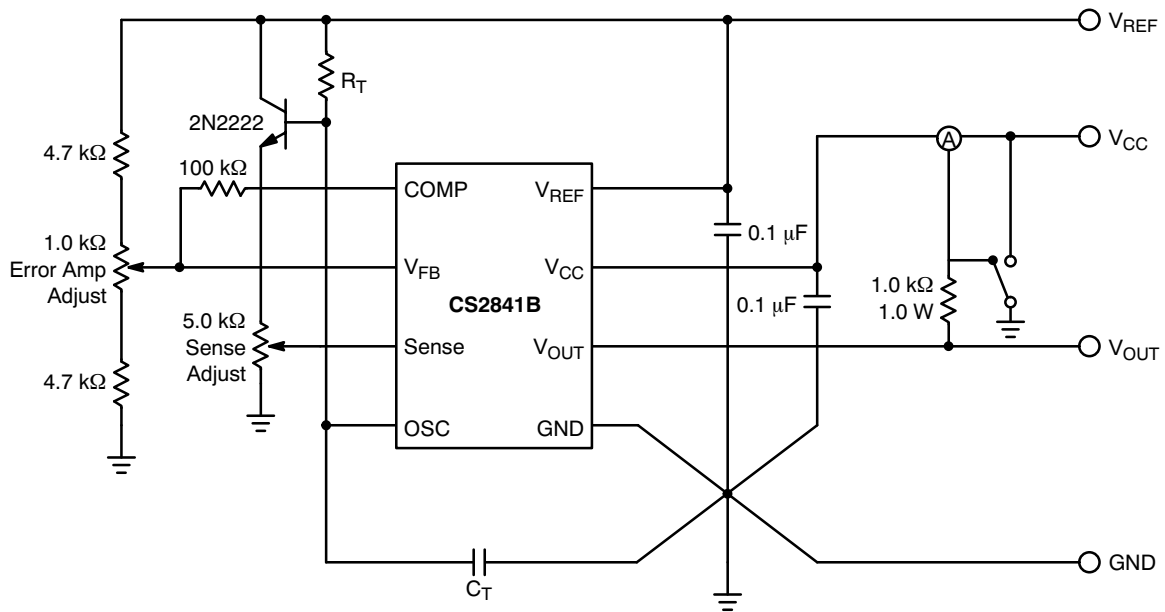 V_REF
R_T
2N2222
4.7 kΩ
100 kΩ
COMP
V_REF
A
V_CC
1.0 kΩ
Error Amp
Adjust
V_FB
V_CC
0.1 μF
CS2841B
0.1 μF
1.0 kΩ
1.0 W
5.0 kΩ
Sense
Adjust
Sense
V_OUT
V_OUT
4.7 kΩ
OSC
GND
C_T
GND